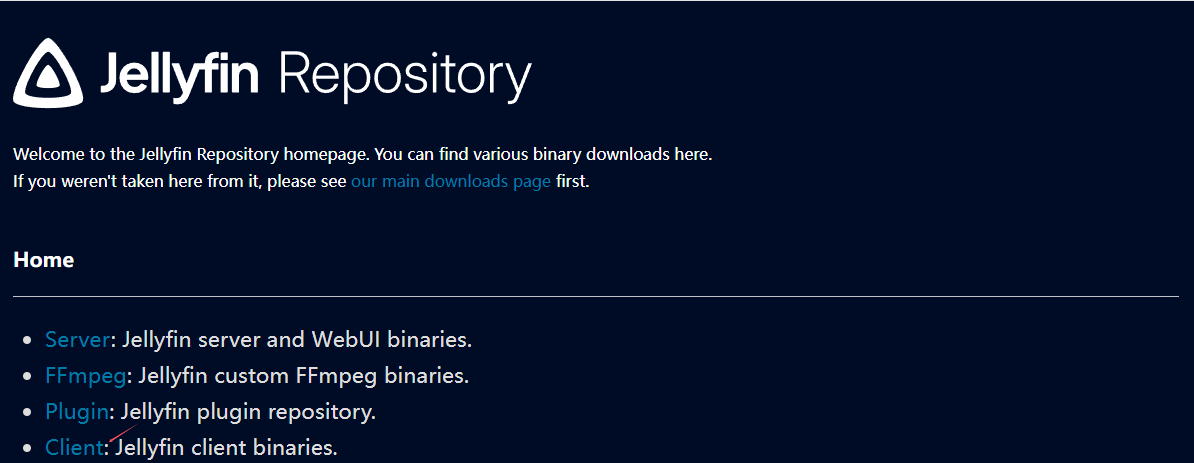 Jellyfin Repository
Welcome to the Jellyfin Repository homepage. You can find various binary downloads here.
If you weren't taken here from it, please see our main downloads page first.
Home
Server: Jellyfin server and WebUI binaries.
FFmpeg: Jellyfin custom FFmpeg binaries.
Plugin: Jellyfin plugin repository.
Client: Jellyfin client binaries.